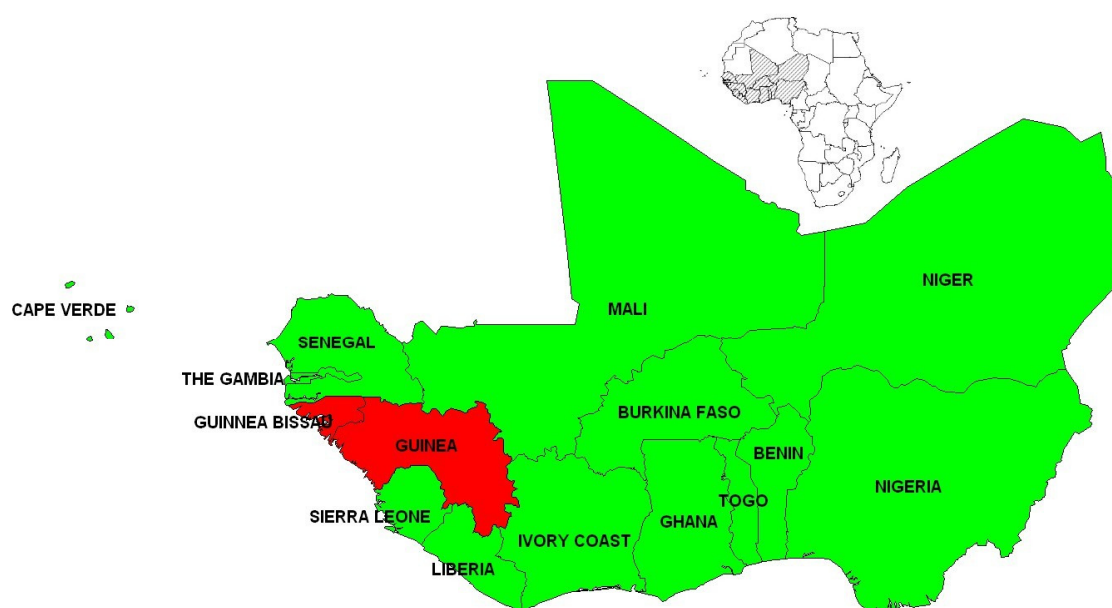 NIGER
CAPE VERDE
MALI
SENEGAL
THE GAMBIA
BURKINA FASO
GUINNEA BISSAU
GUINEA
BENIN
NIGERIA
TOGO
SIERRA LEONE
GHANA
IVORY COAST
LIBERIA